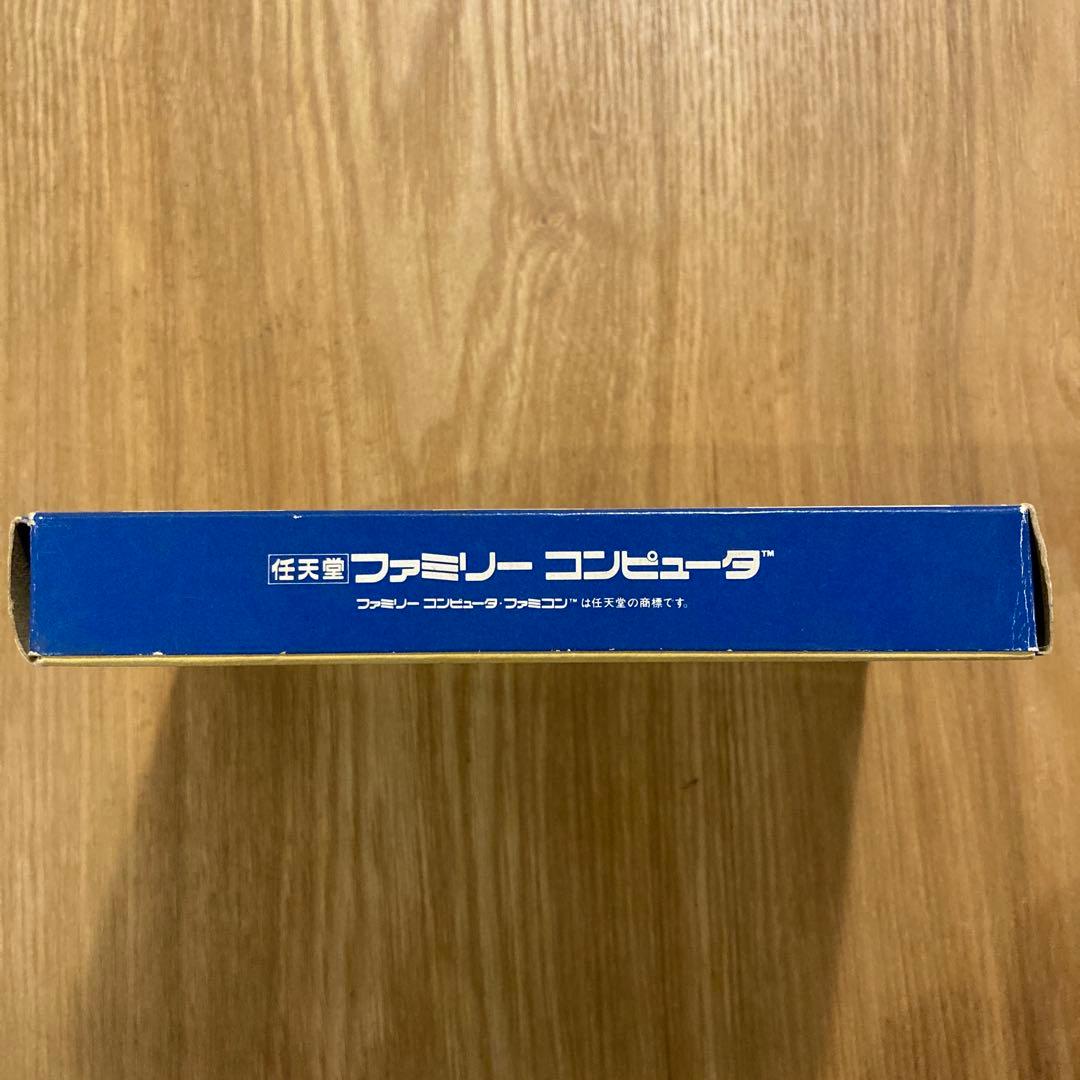 任天堂 ファミリー コンピュータ™
ファミリー コンピュータ・ファミコン™ は任天堂の商標です。